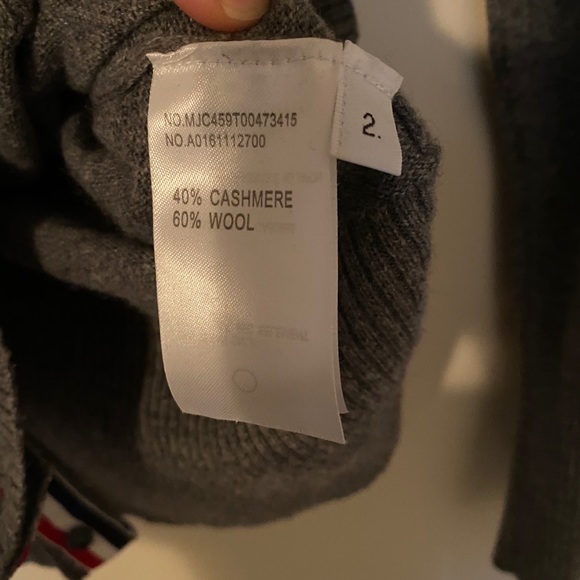 NO.MJC459T00473415
NO.A0161112700
2.
40% CASHMERE
60% WOOL